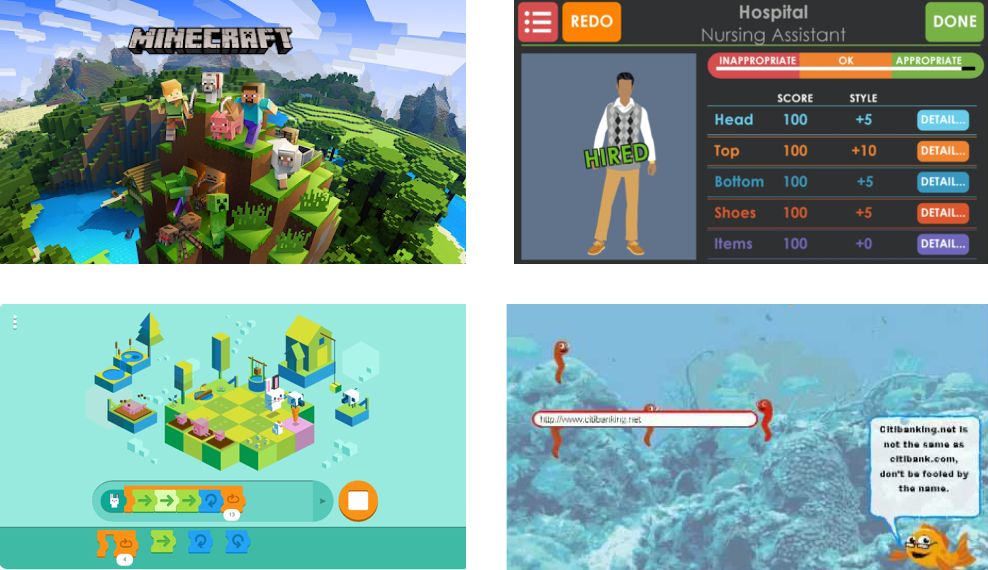 MINECRAFT
REDO
Hospital
Nursing Assistant
DONE
INAPPROPRIATE OK APPROPRIATE
SCORE STYLE
Head 100 +5 DETAIL...
Top 100 +10 DETAIL...
Bottom 100 +5 DETAIL...
Shoes 100 +5 DETAIL...
Items 100 +0 DETAIL...
HIRED
13
4
http://www.citibanking.net
Citibanking.net is
not the same as
citibank.com,
don't be fooled by
the name.